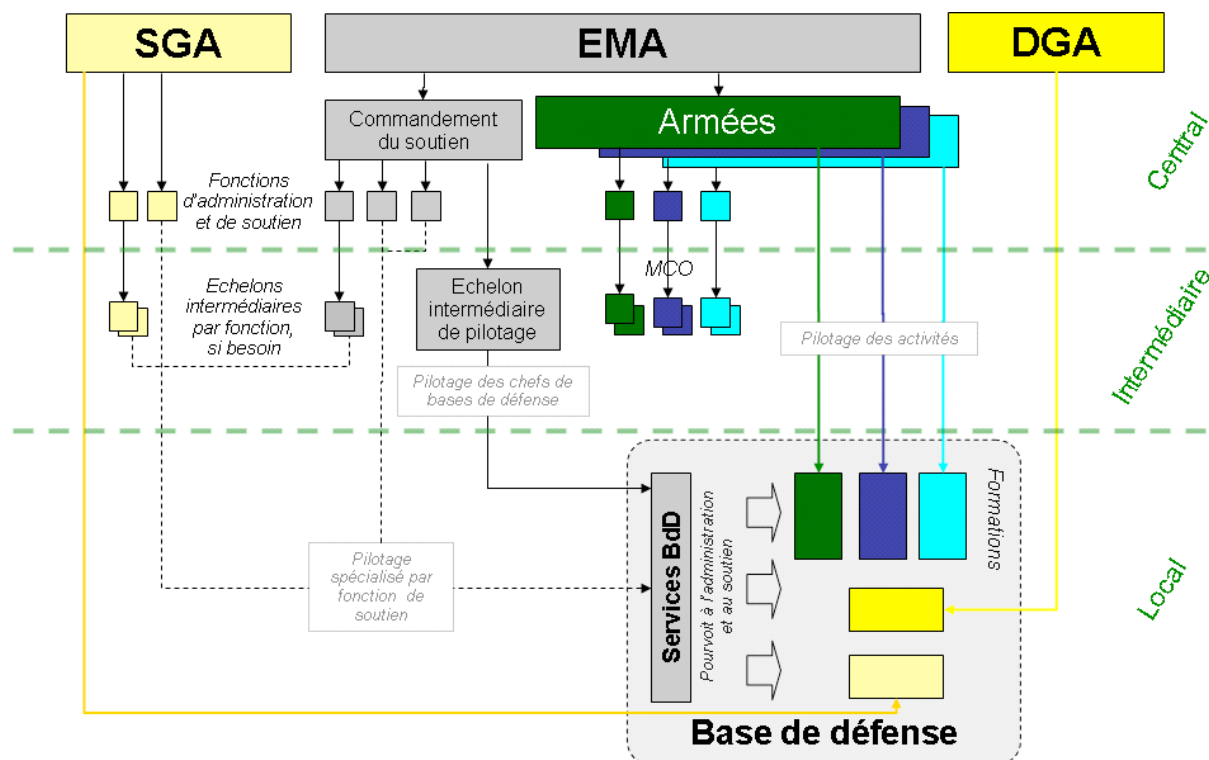 SGA
EMA
DGA
Commandement
du soutien
Armées
Central
Fonctions
d'administration
et de soutien
MCO
Echelons
intermédiaires
par fonction,
si besoin
Echelon
intermédiaire
de pilotage
Intermédiaire
Pilotage des activités
Pilotage des chefs de
bases de défense
Services BdD
Pourvoit à l'administration
et au soutien
Formations
Pilotage
spécialisé par
fonction de
soutien
Local
Base de défense